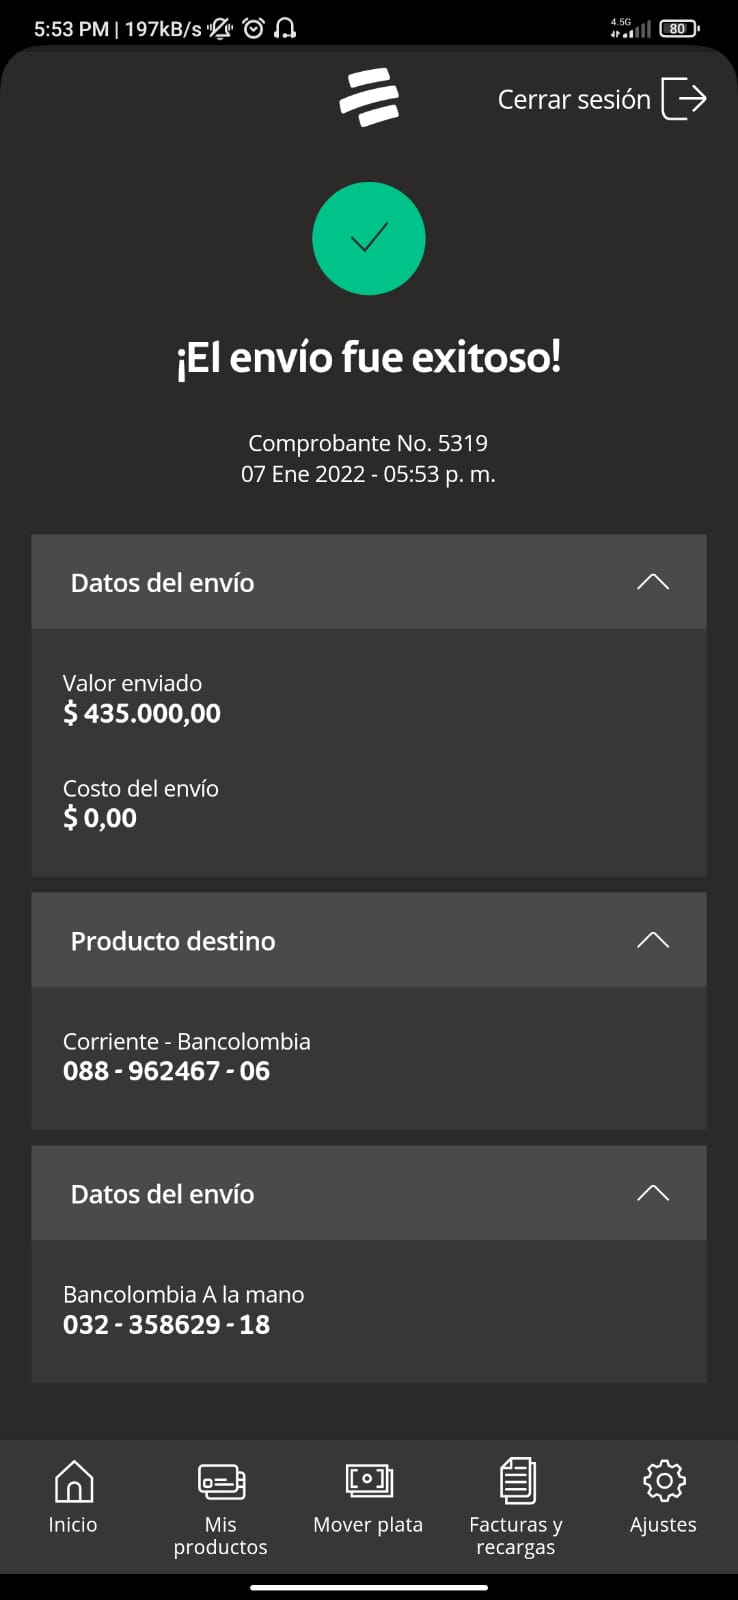 5:53 PM | 197kB/s
4.5G
80
Cerrar sesión
¡El envío fue exitoso!
Comprobante No. 5319
07 Ene 2022 - 05:53 p. m.
Datos del envío
Valor enviado
$ 435.000,00
Costo del envío
$ 0,00
Producto destino
Corriente - Bancolombia
088 - 962467 - 06
Datos del envío
Bancolombia A la mano
032 - 358629 - 18
Inicio
Mis
productos
Mover plata
Facturas y
recargas
Ajustes